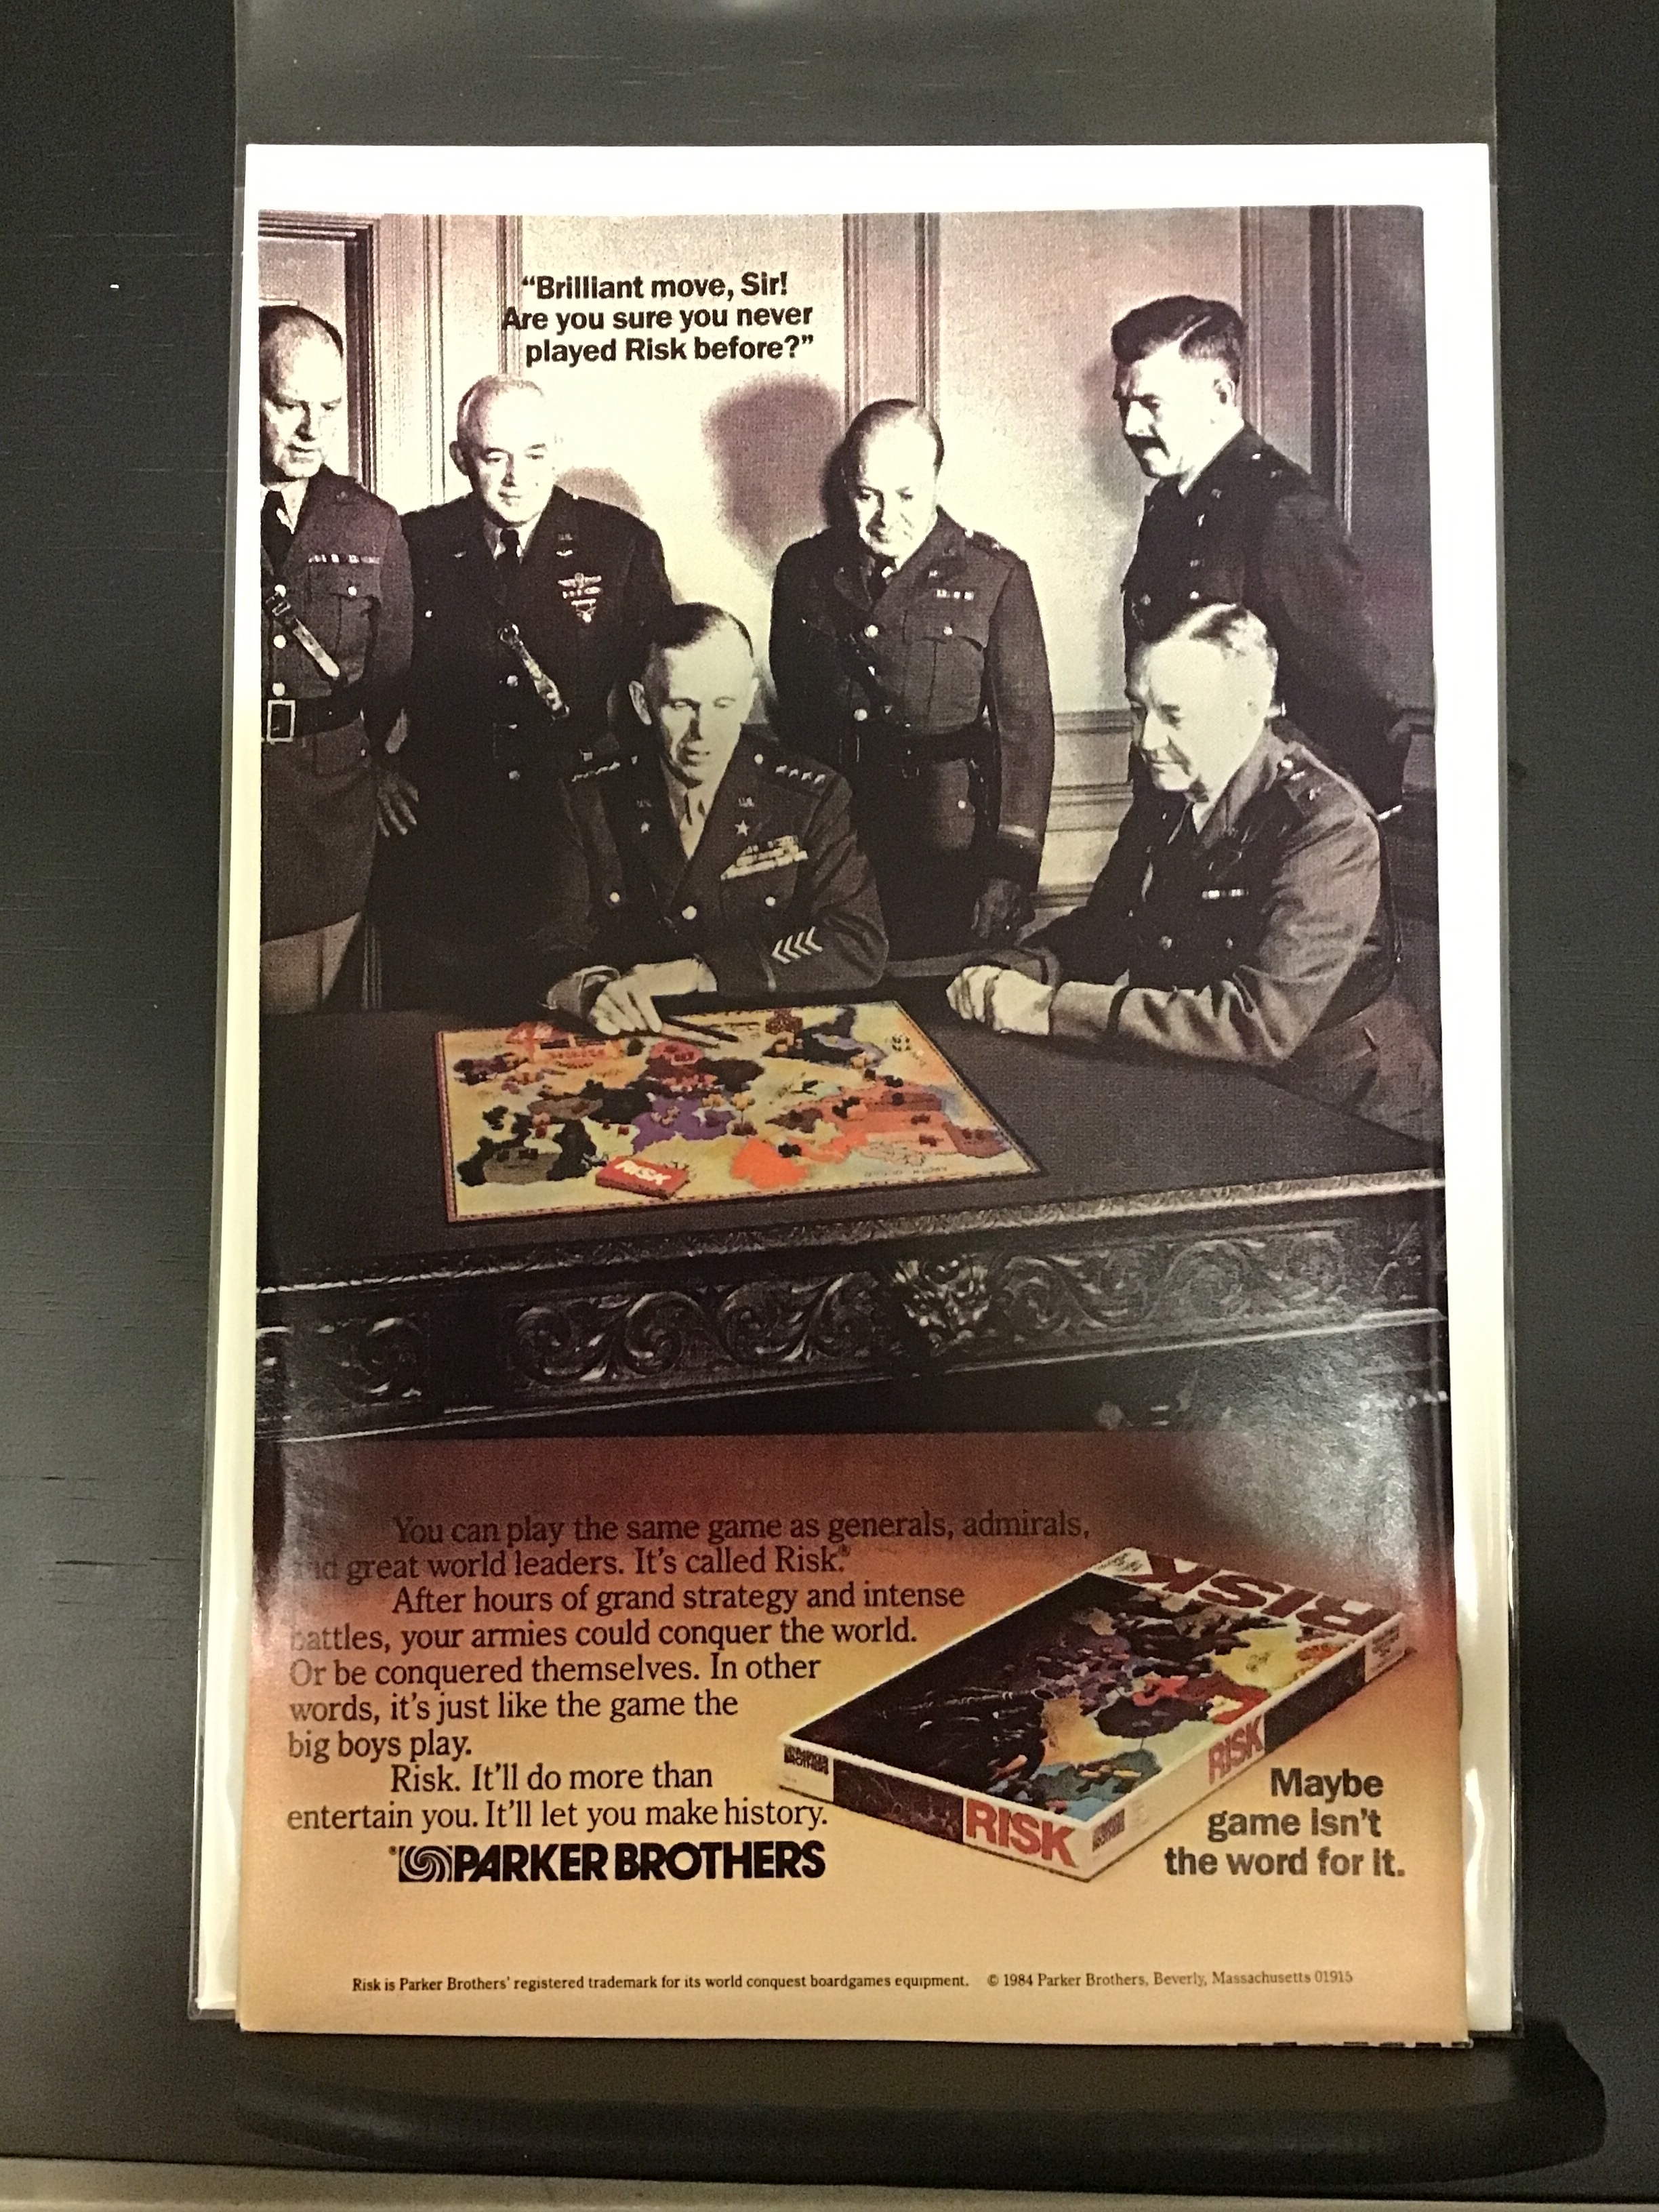 “Brilliant move, Sir!
Are you sure you never
played Risk before?”
RISK
You can play the same game as generals, admirals,
and great world leaders. It’s called Risk.®
After hours of grand strategy and intense
battles, your armies could conquer the world.
Or be conquered themselves. In other
words, it’s just like the game the
big boys play.
Risk. It’ll do more than
entertain you. It’ll let you make history.
PARKER BROTHERS
RISK
PARKER BROTHERS
RISK
RISK
Maybe
game isn’t
the word for it.
Risk is Parker Brothers’ registered trademark for its world conquest boardgames equipment. © 1984 Parker Brothers, Beverly, Massachusetts 01915